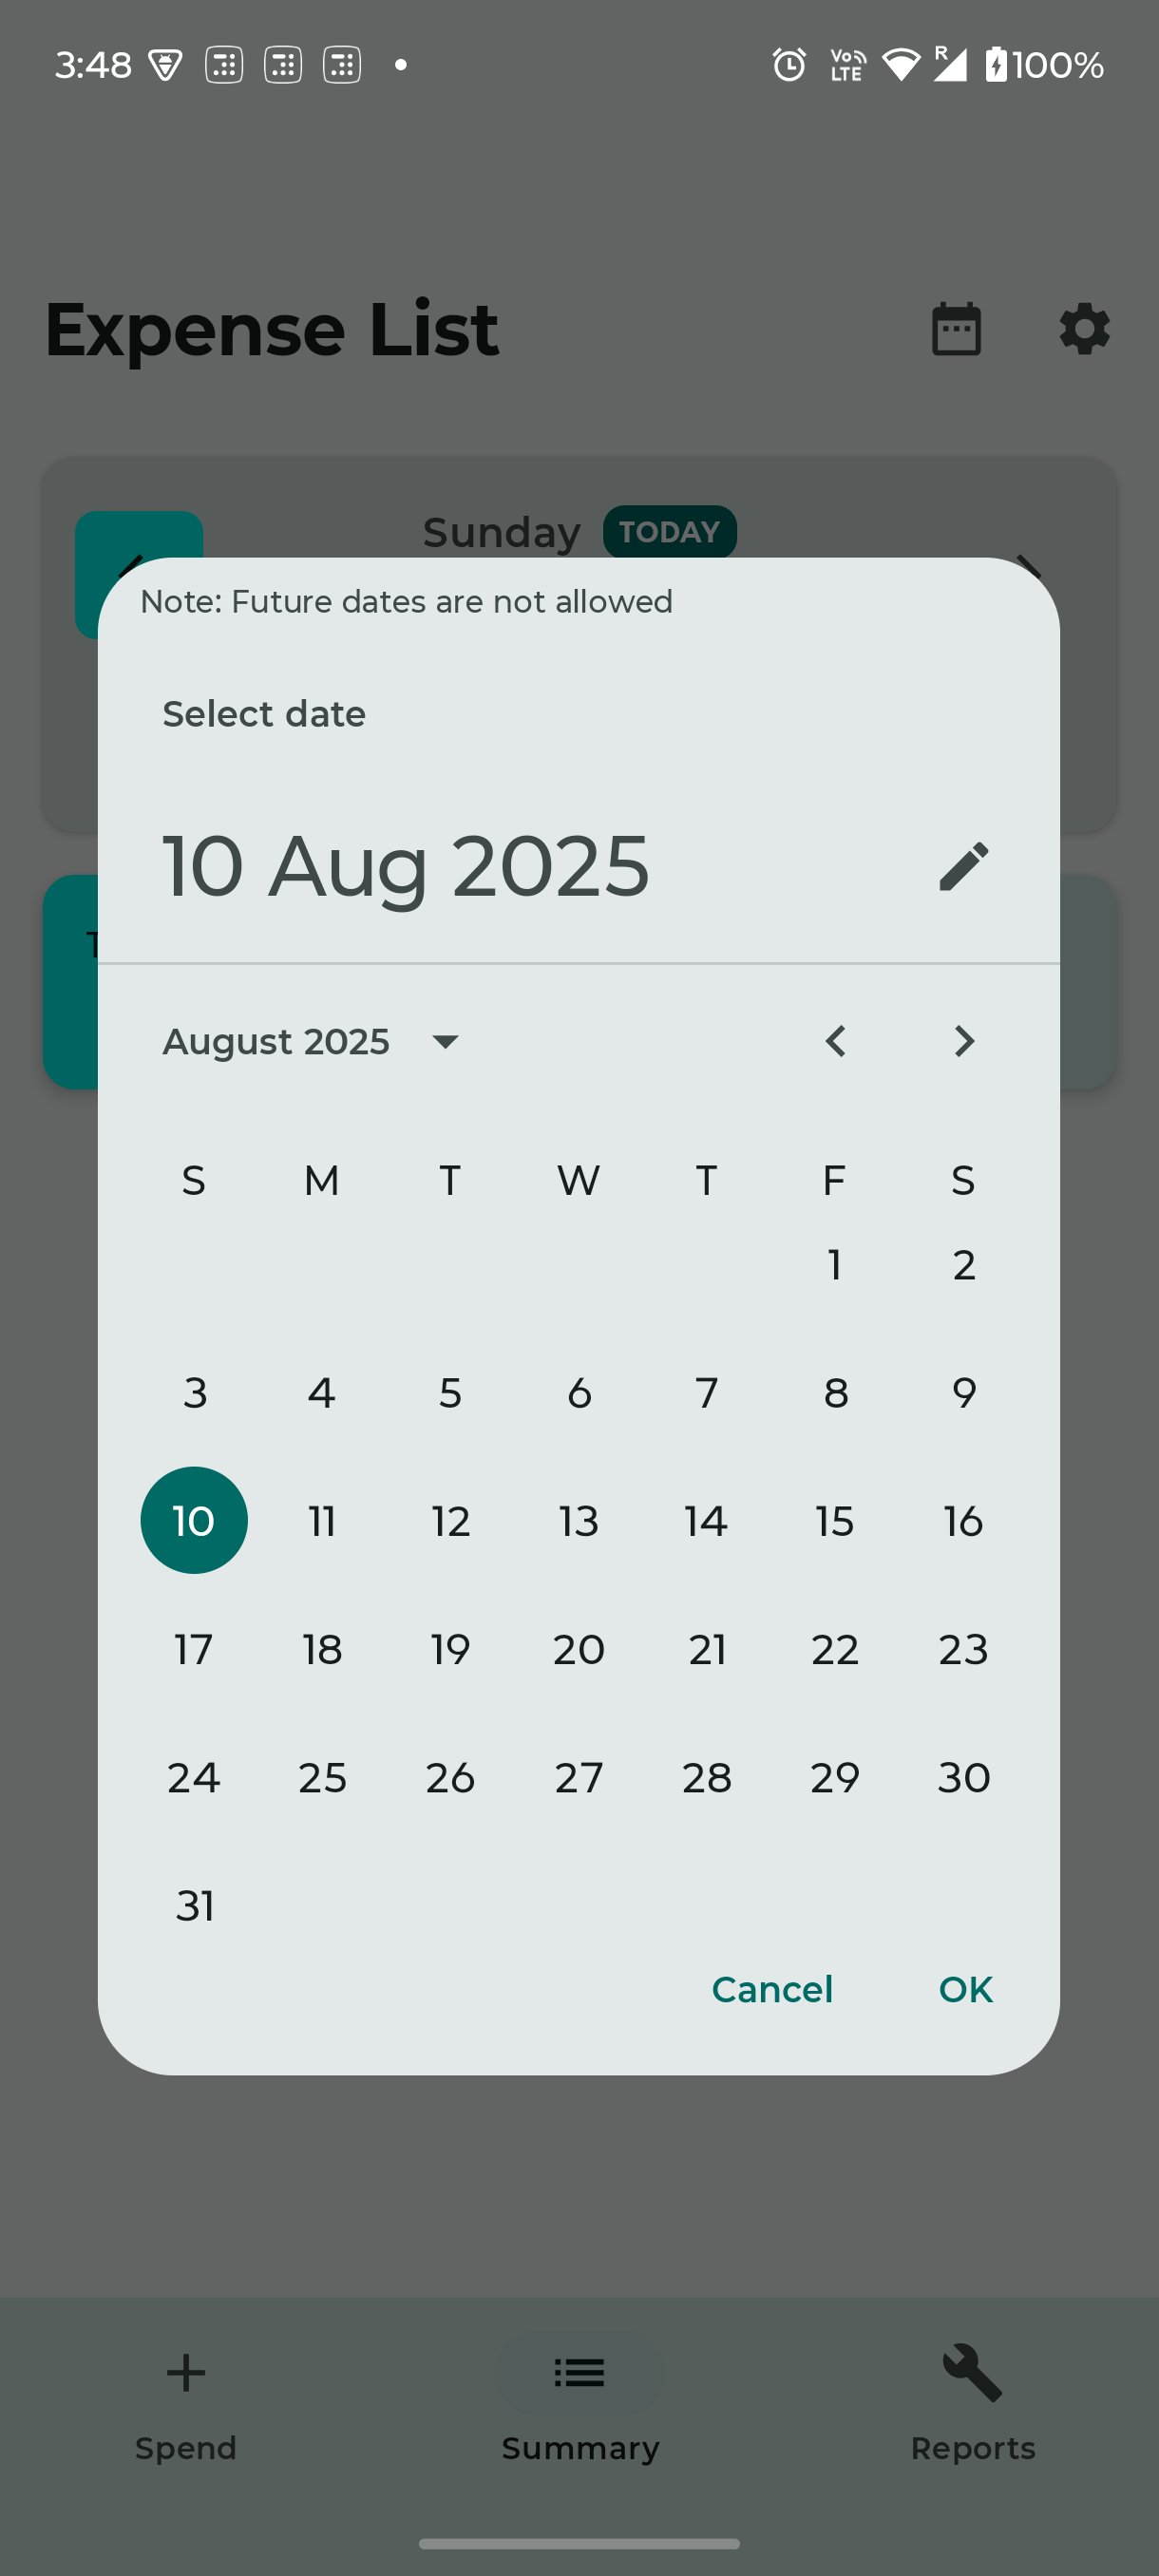 3:48
Vo LTE R 100%
Expense List
Sunday TODAY
Note: Future dates are not allowed
Select date
10 Aug 2025
August 2025
S M T W T F S
1 2
3 4 5 6 7 8 9
10 11 12 13 14 15 16
17 18 19 20 21 22 23
24 25 26 27 28 29 30
31
Cancel OK
Spend Summary Reports